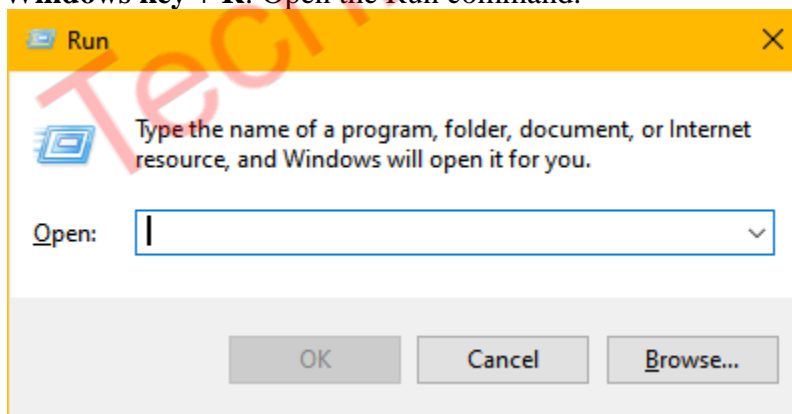 Windows key + R: Open the Run command.
Run
Type the name of a program, folder, document, or Internet
resource, and Windows will open it for you.
Open:
OK Cancel Browse...